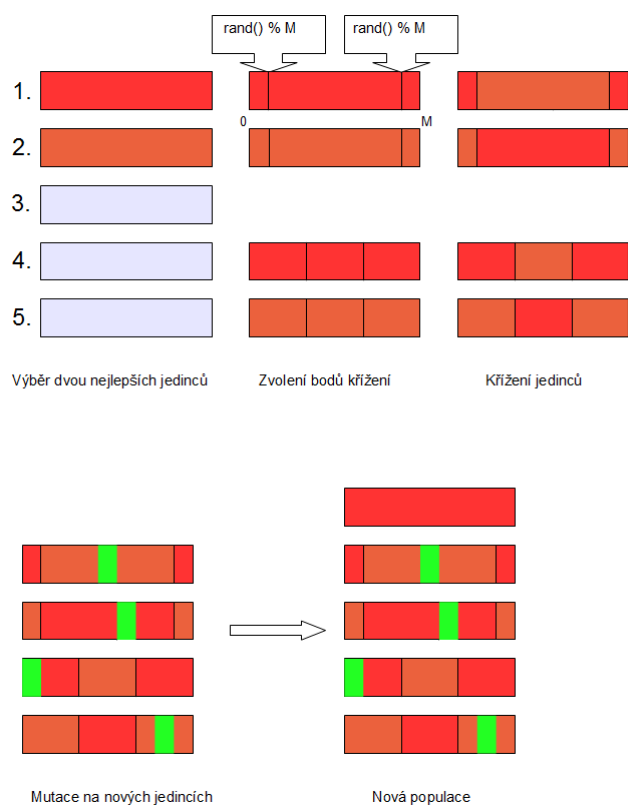 rand() % M
rand() % M
1.
0
M
2.
3.
4.
5.
Výběr dvou nejlepších jedinců
Zvolení bodů křížení
Křížení jedinců
Mutace na nových jedincích
Nová populace